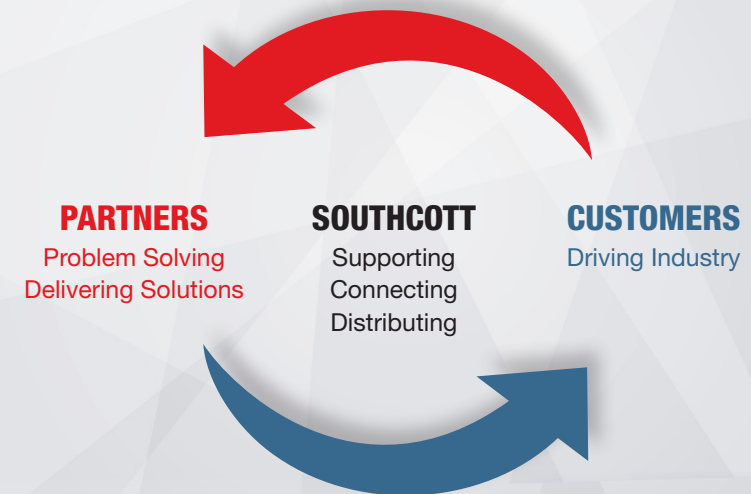 PARTNERS
Problem Solving
Delivering Solutions
SOUTHCOTT
Supporting
Connecting
Distributing
CUSTOMERS
Driving Industry